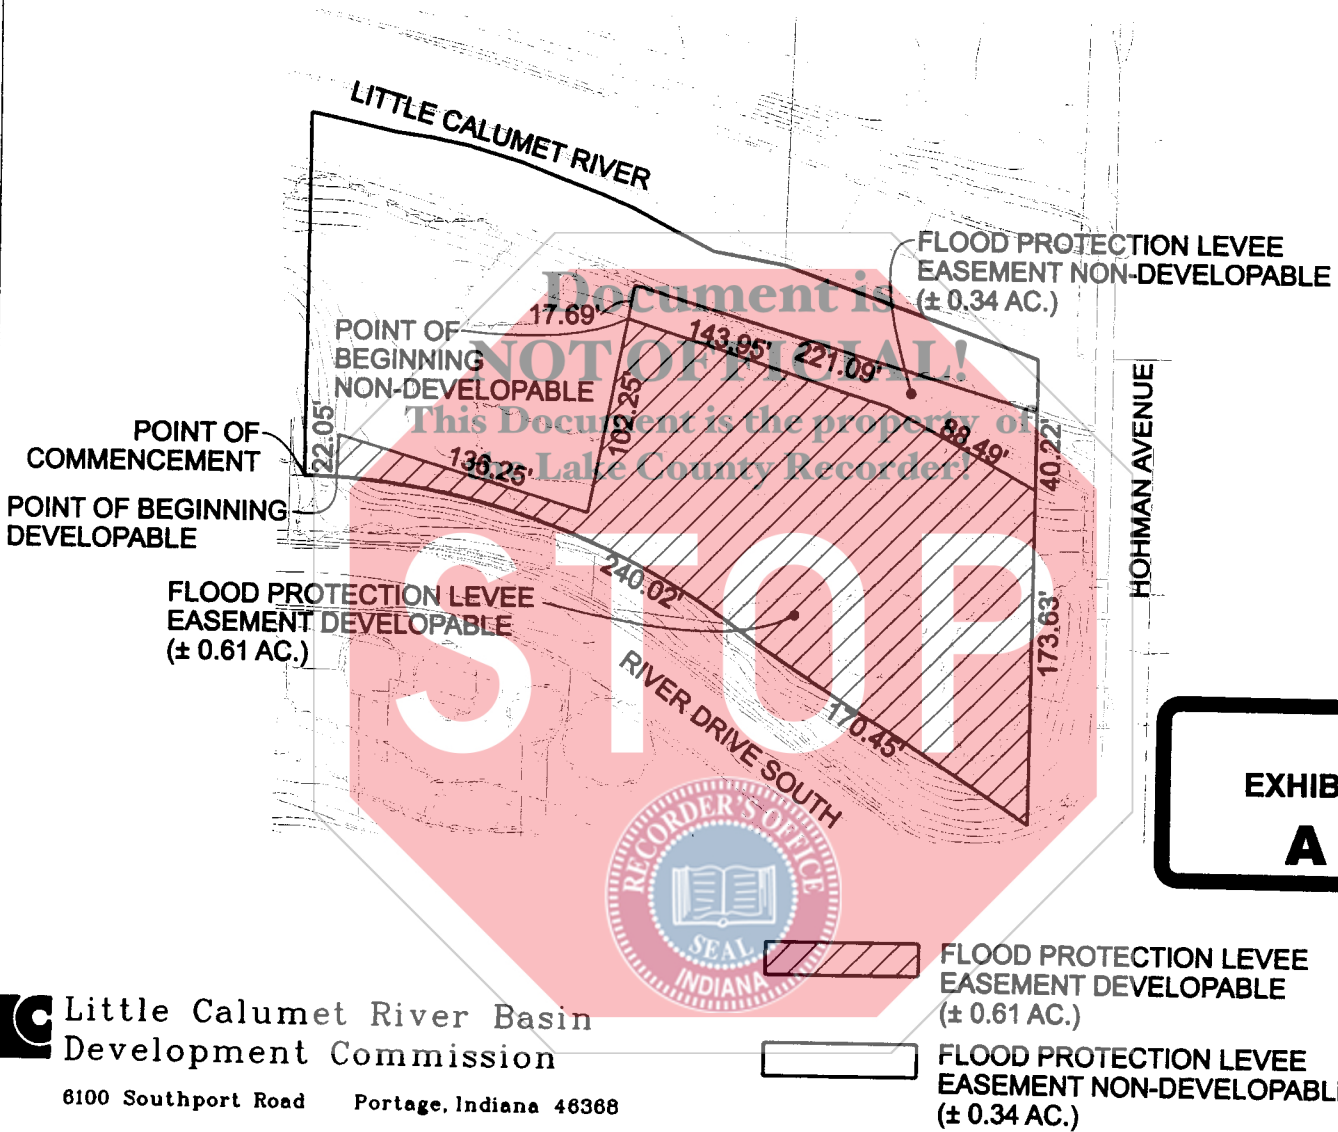 LITTLE CALUMET RIVER
FLOOD PROTECTION LEVEE
EASEMENT NON-DEVELOPABLE
(± 0.34 AC.)
Document is
NOT OFFICIAL!
This Document is the property of
the Lake County Recorder!
STOP
17.69'
143.95'
221.09'
POINT OF
BEGINNING
NON-DEVELOPABLE
102.25'
88.49'
40.22'
HOHMAN AVENUE
22.05'
POINT OF
COMMENCEMENT
136.25'
POINT OF BEGINNING
DEVELOPABLE
240.02'
FLOOD PROTECTION LEVEE
EASEMENT DEVELOPABLE
(± 0.61 AC.)
173.63'
RIVER DRIVE SOUTH
170.45'
EXHIB
A
RECORDER'S OFFICE
SEAL
INDIANA
FLOOD PROTECTION LEVEE
EASEMENT DEVELOPABLE
(± 0.61 AC.)
FLOOD PROTECTION LEVEE
EASEMENT NON-DEVELOPABL
(± 0.34 AC.)
C
Little Calumet River Basin
Development Commission
6100 Southport Road Portage, Indiana 46368